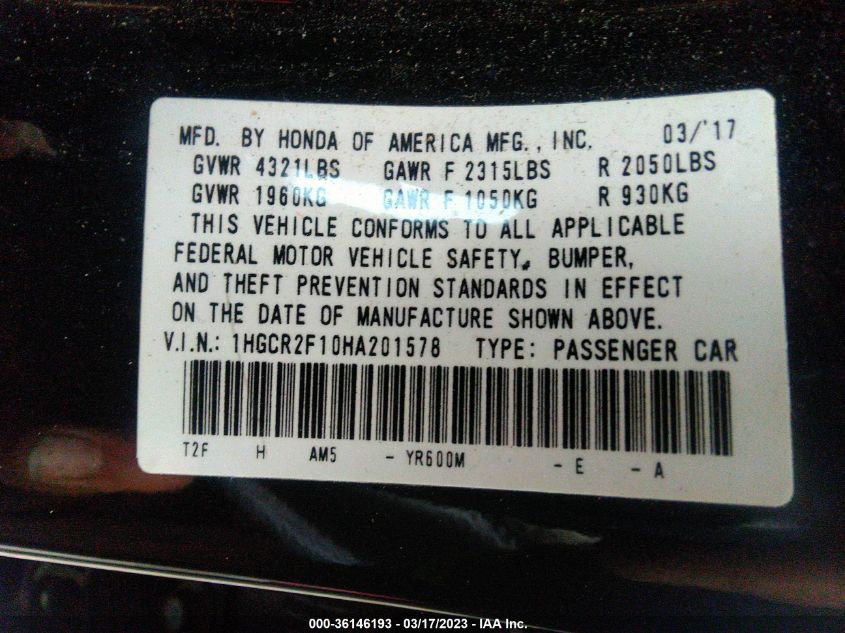 MFD. BY HONDA OF AMERICA MFG., INC. 03/'17
GVWR 4321LBS GAWR F 2315LBS R 2050LBS
GVWR 1960KG GAWR F 1050KG R 930KG
THIS VEHICLE CONFORMS TO ALL APPLICABLE
FEDERAL MOTOR VEHICLE SAFETY, BUMPER,
AND THEFT PREVENTION STANDARDS IN EFFECT
ON THE DATE OF MANUFACTURE SHOWN ABOVE.
V.I.N.: 1HGCR2F10HA201578 TYPE: PASSENGER CAR
T2F H AM5 - YR600M - E - A
000-36146193 - 03/17/2023 - IAA Inc.